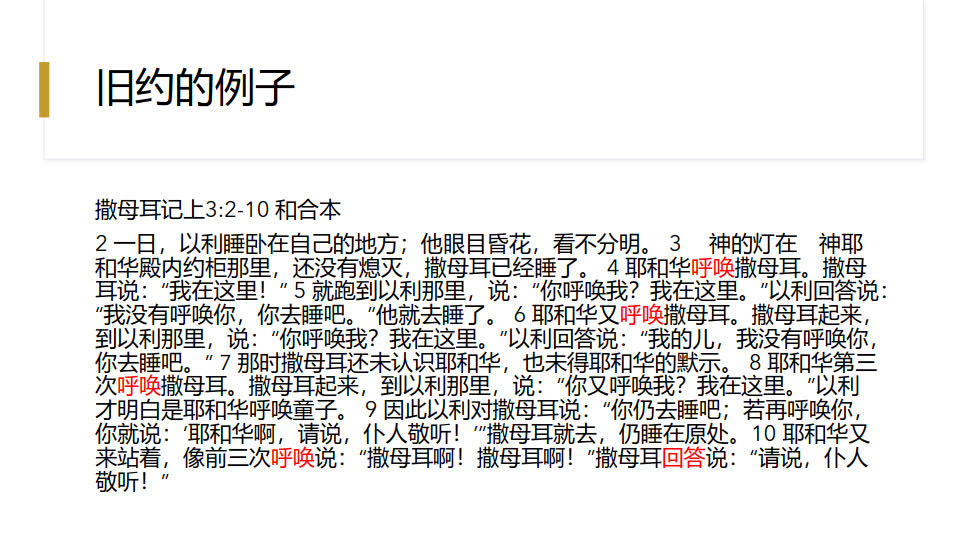 旧约的例子
撒母耳记上3:2-10 和合本
2 一日，以利睡卧在自己的地方；他眼目昏花，看不分明。 3　神的灯在　神耶
和华殿内约柜那里，还没有熄灭，撒母耳已经睡了。 4 耶和华呼唤撒母耳。撒母
耳说：“我在这里！” 5 就跑到以利那里，说：“你呼唤我？我在这里。”以利回答说：
”我没有呼唤你，你去睡吧。”他就去睡了。 6 耶和华又呼唤撒母耳。撒母耳起来，
到以利那里，说：“你呼唤我？我在这里。”以利回答说：“我的儿，我没有呼唤你，
你去睡吧。” 7 那时撒母耳还未认识耶和华，也未得耶和华的默示。 8 耶和华第三
次呼唤撒母耳。撒母耳起来，到以利那里，说：“你又呼唤我？我在这里。”以利
才明白是耶和华呼唤童子。 9 因此以利对撒母耳说：“你仍去睡吧；若再呼唤你，
你就说：‘耶和华啊，请说，仆人敬听！’”撒母耳就去，仍睡在原处。10 耶和华又
来站着，像前三次呼唤说：“撒母耳啊！撒母耳啊！”撒母耳回答说：“请说，仆人
敬听！”